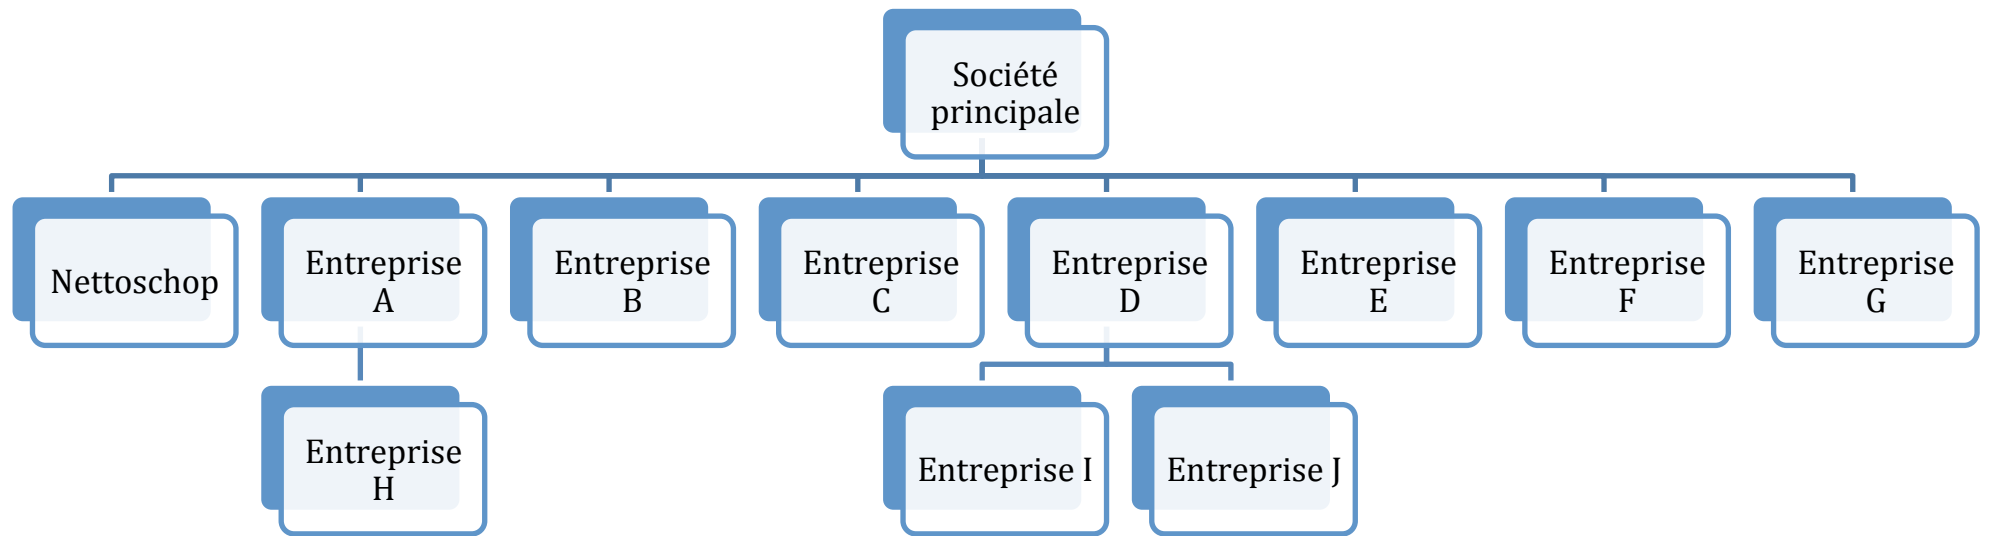 Société
principale
Nettoschop
Entreprise
A
Entreprise
B
Entreprise
C
Entreprise
D
Entreprise
E
Entreprise
F
Entreprise
G
Entreprise
H
Entreprise I
Entreprise J